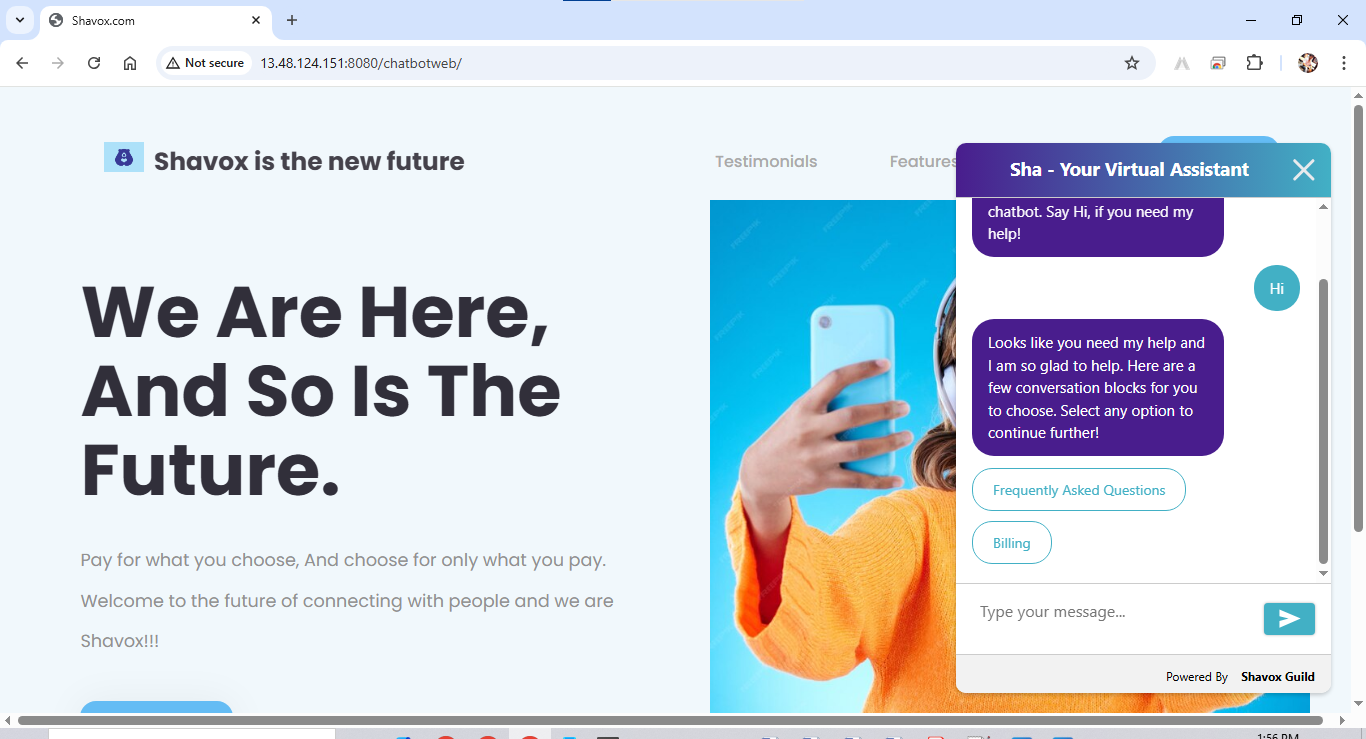 Shavox.com
Not secure
13.48.124.151:8080/chatbotweb/
Shavox is the new future
Testimonials
Features
We Are Here,
And So Is The
Future.
Pay for what you choose, And choose for only what you pay.
Welcome to the future of connecting with people and we are
Shavox!!!
Sha - Your Virtual Assistant
chatbot. Say Hi, if you need my
help!
Hi
Looks like you need my help and
I am so glad to help. Here are a
few conversation blocks for you
to choose. Select any option to
continue further!
Frequently Asked Questions
Billing
Type your message...
Powered By Shavox Guild
1:56 PM